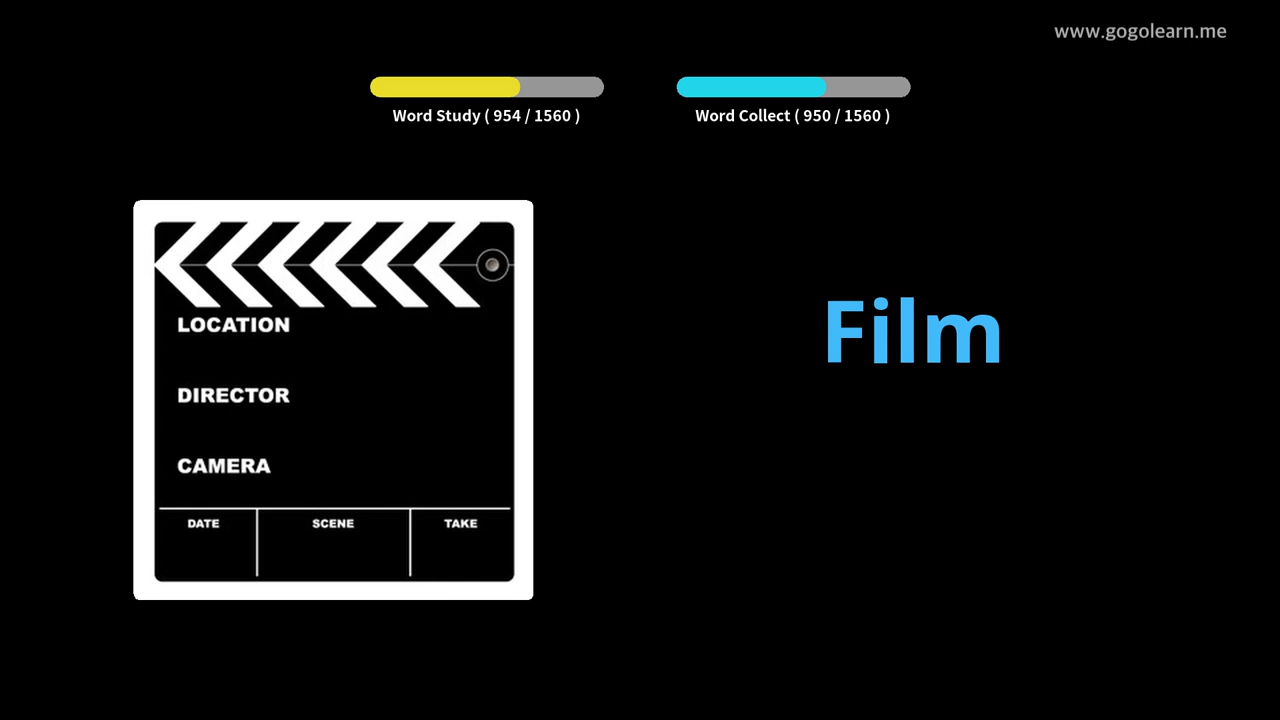 www.gogolearn.me
Word Study ( 954 / 1560 )
Word Collect ( 950 / 1560 )
LOCATION
DIRECTOR
CAMERA
DATE
SCENE
TAKE
Film